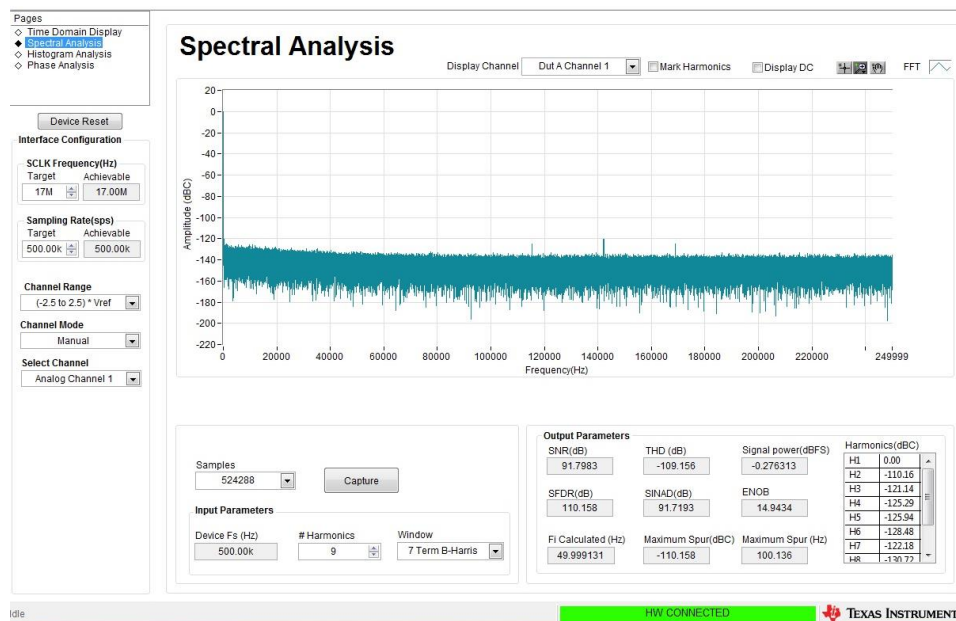 Pages
Time Domain Display
Spectral Analysis
Histogram Analysis
Phase Analysis
Device Reset
Interface Configuration
SCLK Frequency(Hz)
Target Achievable
17M 17.00M
Sampling Rate(sps)
Target Achievable
500.00k 500.00k
Channel Range
(-2.5 to 2.5) * Vref
Channel Mode
Manual
Select Channel
Analog Channel 1
Spectral Analysis
Display Channel Dut A Channel 1 Mark Harmonics Display DC FFT
Amplitude (dBC)
20
0
-20
-40
-60
-80
-100
-120
-140
-160
-180
-200
-220
0 20000 40000 60000 80000 100000 120000 140000 160000 180000 200000 220000 249999
Frequency(Hz)
Samples
524288 Capture
Input Parameters
Device Fs (Hz) # Harmonics Window
500.00k 9 7 Term B-Harris
Output Parameters
SNR(dB) THD (dB) Signal power(dBFS)
91.7983 -109.156 -0.276313
SFDR(dB) SINAD(dB) ENOB
110.158 91.7193 14.9434
Fi Calculated (Hz) Maximum Spur(dBC) Maximum Spur (Hz)
49.999131 -110.158 100.136
Harmonics(dBC)
H1 0.00
H2 -110.16
H3 -121.14
H4 -125.29
H5 -125.94
H6 -128.48
H7 -122.18
H8 -130.72
Idle HW CONNECTED TEXAS INSTRUMENT